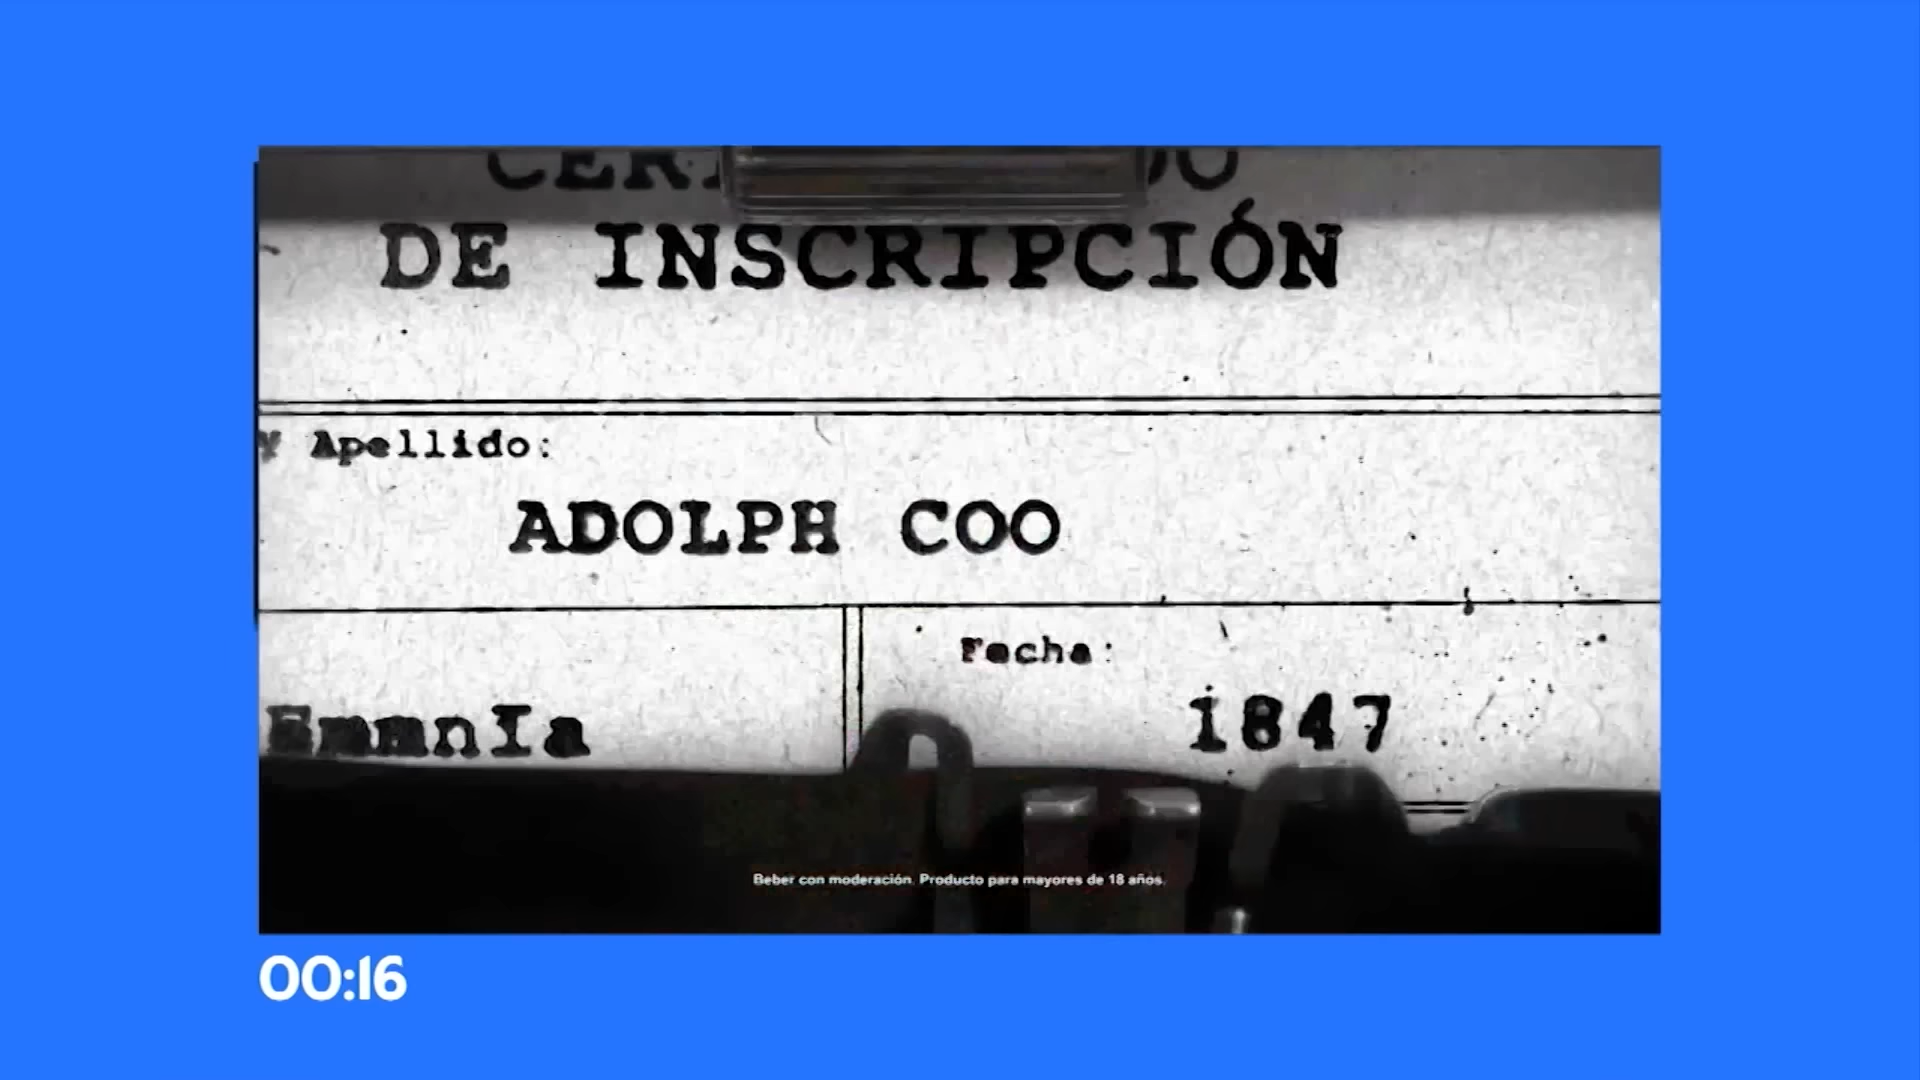 DE INSCRIPCIÓN
Y Apellido:
ADOLPH COO
Fecha:
1847
Beber con moderación. Producto para mayores de 18 años.
00:16